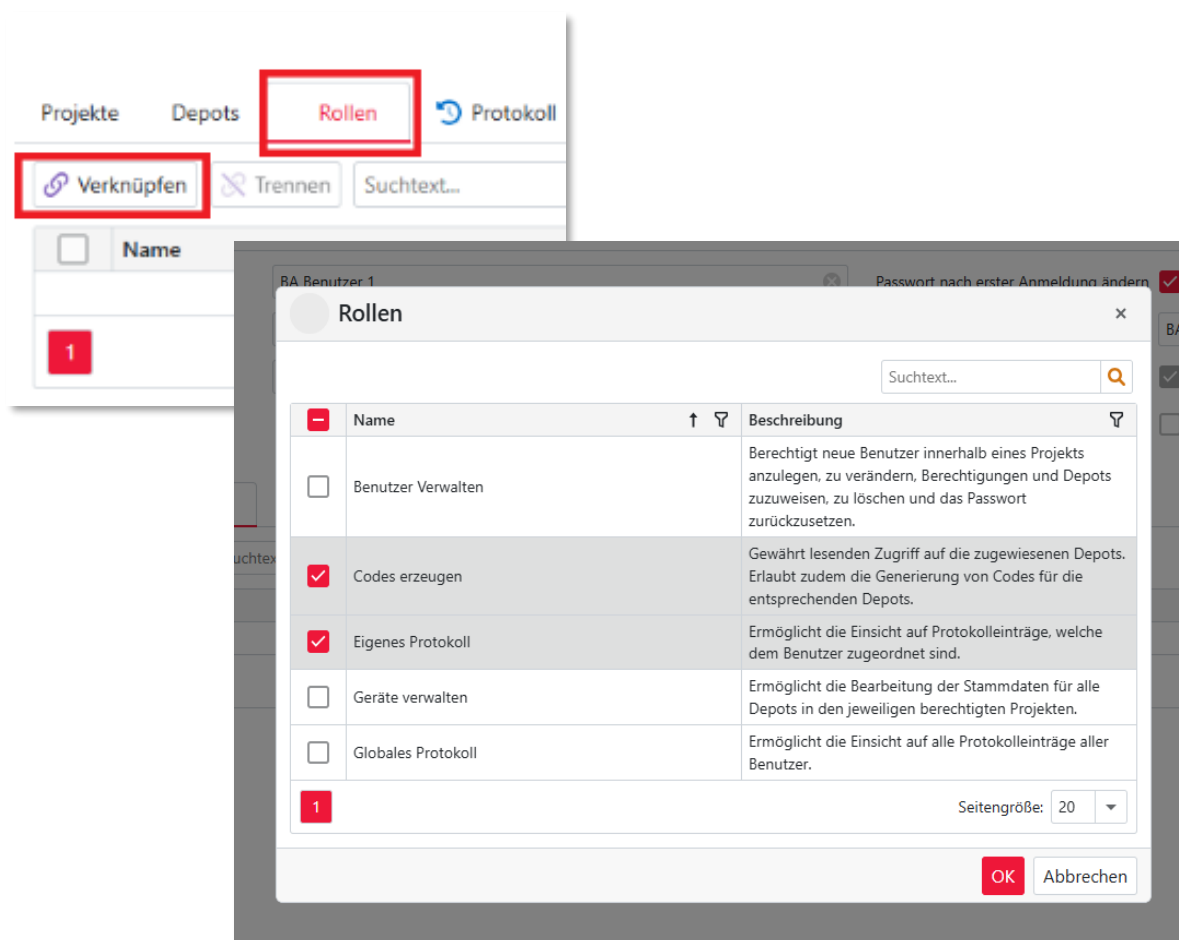 Projekte Depots Rollen Protokoll
Verknüpfen Trennen Suchtext...
Name
1
BA Benutzer 1 Passwort nach erster Anmeldung ändern
Rollen ×
BA
Suchtext...
Name Beschreibung
Benutzer Verwalten
Berechtigt neue Benutzer innerhalb eines Projekts
anzulegen, zu verändern, Berechtigungen und Depots
zuzuweisen, zu löschen und das Passwort
zurückzusetzen.
uchtex
Codes erzeugen
Gewährt lesenden Zugriff auf die zugewiesenen Depots.
Erlaubt zudem die Generierung von Codes für die
entsprechenden Depots.
Eigenes Protokoll
Ermöglicht die Einsicht auf Protokolleinträge, welche
dem Benutzer zugeordnet sind.
Geräte verwalten
Ermöglicht die Bearbeitung der Stammdaten für alle
Depots in den jeweiligen berechtigten Projekten.
Globales Protokoll
Ermöglicht die Einsicht auf alle Protokolleinträge aller
Benutzer.
1 Seitengröße: 20
OK Abbrechen